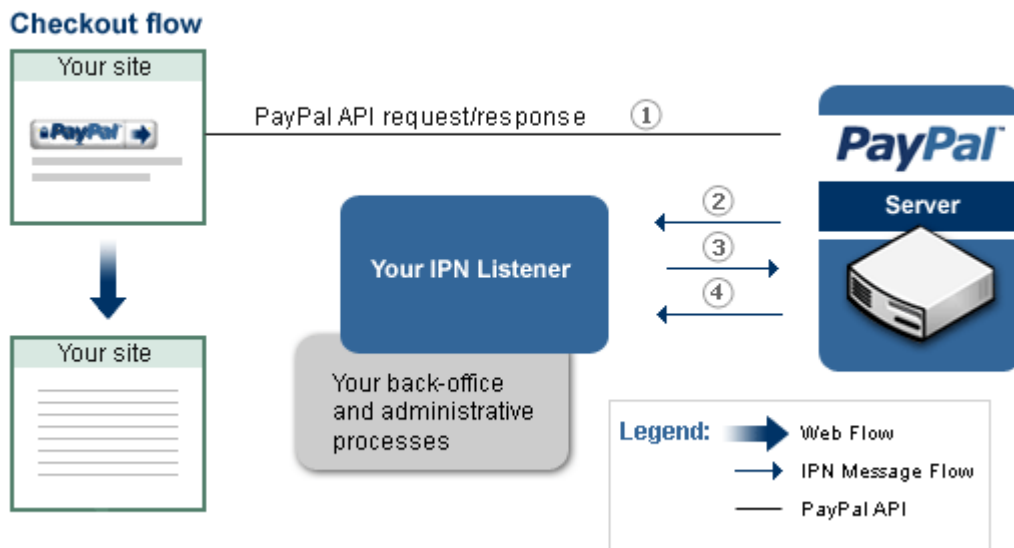 Checkout flow
Your site
PayPal
PayPal API request/response 1
PayPal
Server
2
3
4
Your IPN Listener
Your site
Your back-office
and administrative
processes
Legend:
Web Flow
IPN Message Flow
PayPal API